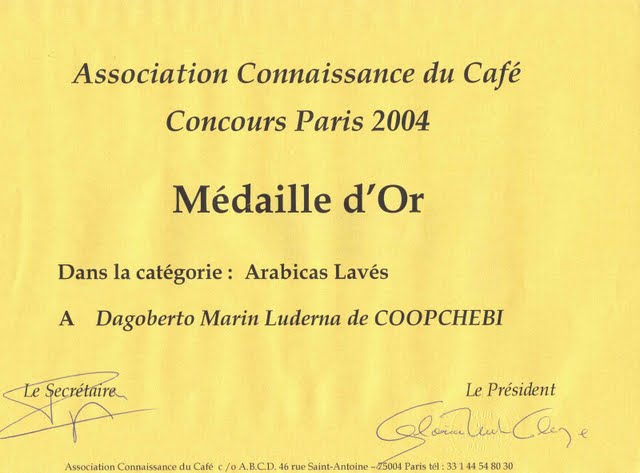 Association Connaissance du Café
Concours Paris 2004
Médaille d'Or
Dans la catégorie : Arabicas Lavés
A Dagoberto Marin Luderna de COOPCHEBI
Le Secrétaire Le Président
Association Connaissance du Café c/o A.B.C.D. 46 rue Saint-Antoine – 75004 Paris tél : 33 1 44 54 80 30